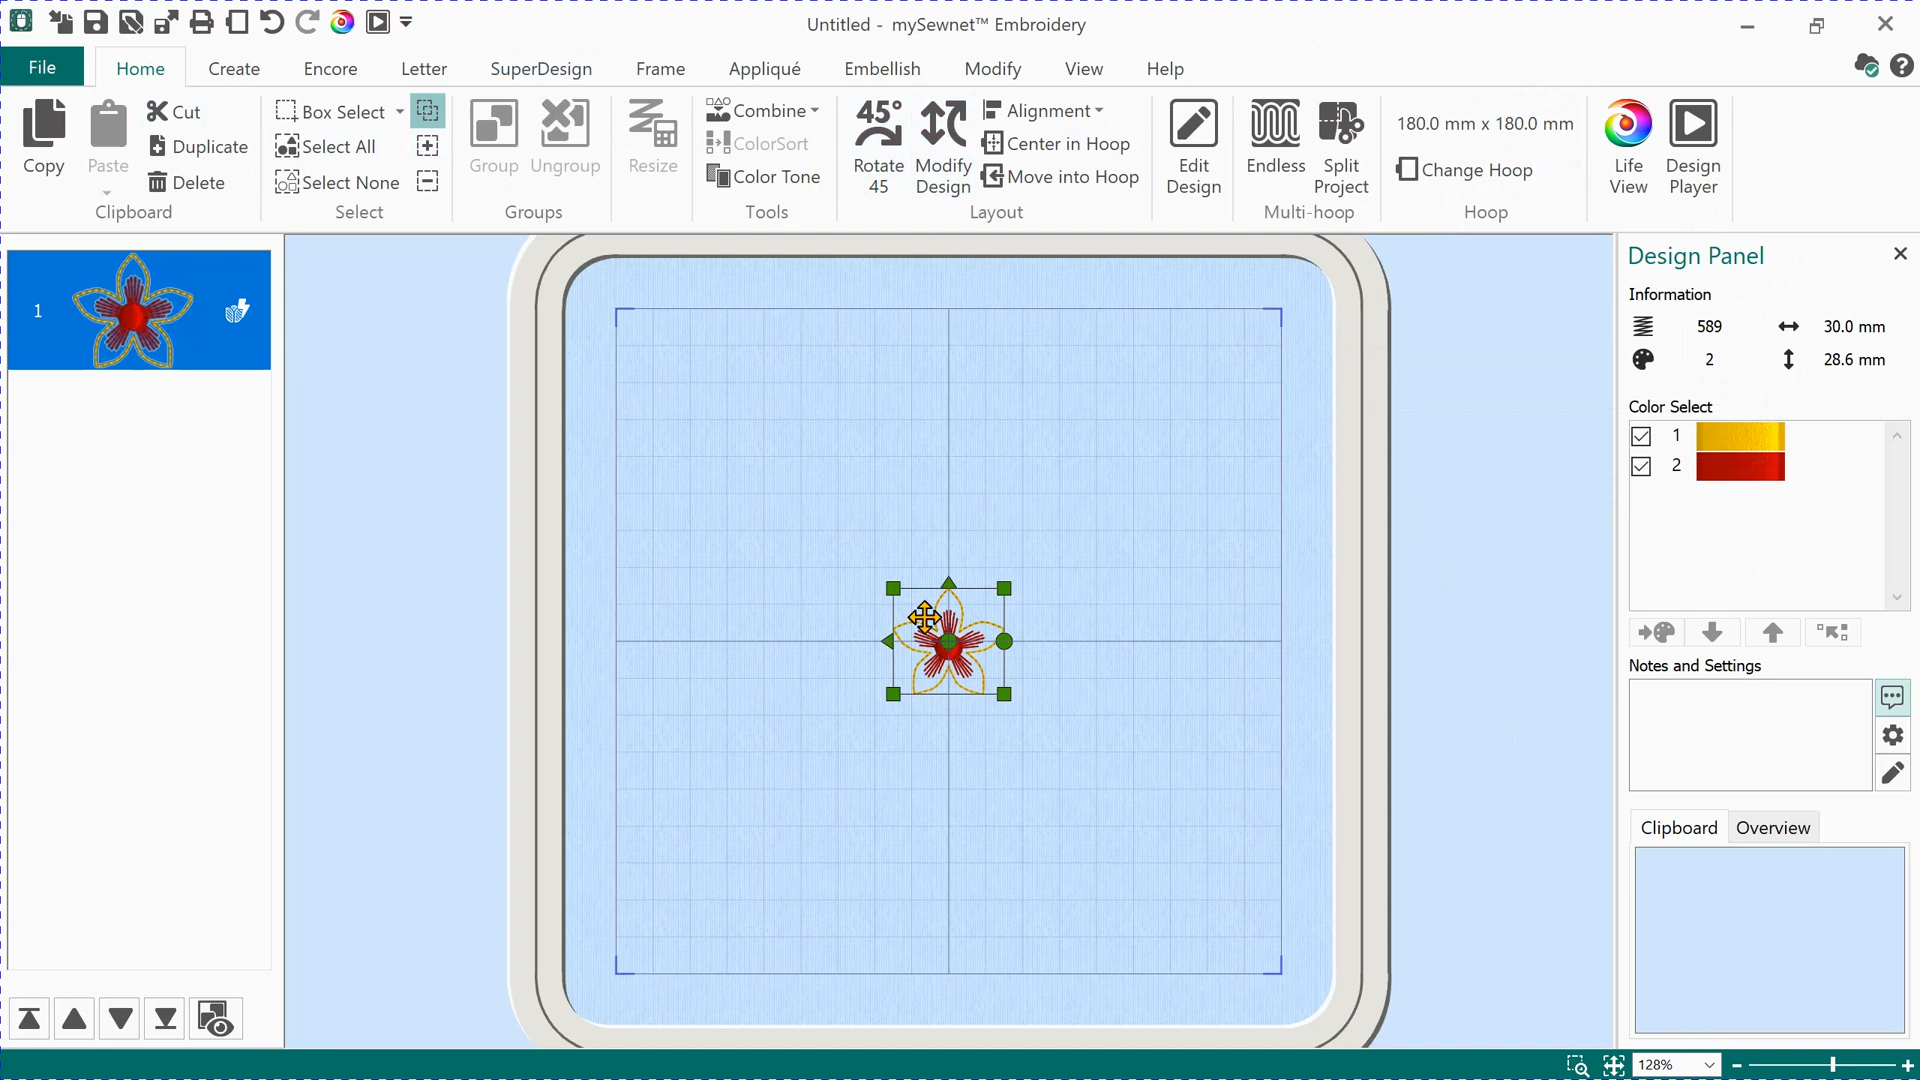 Untitled - mySewnet™ Embroidery
File Home Create Encore Letter SuperDesign Frame Appliqué Embellish Modify View Help
Copy
Paste
Cut
Duplicate
Delete
Clipboard
Box Select
Select All
Select None
Select
Group
Ungroup
Groups
Resize
Combine
ColorSort
Color Tone
Tools
Rotate
45
45°
Modify
Design
Alignment
Center in Hoop
Move into Hoop
Layout
Edit
Design
Endless
Split
Project
Multi-hoop
180.0 mm x 180.0 mm
Change Hoop
Hoop
Life
View
Design
Player
1
Design Panel
Information
589 30.0 mm
2 28.6 mm
Color Select
1
2
Notes and Settings
Clipboard Overview
128%